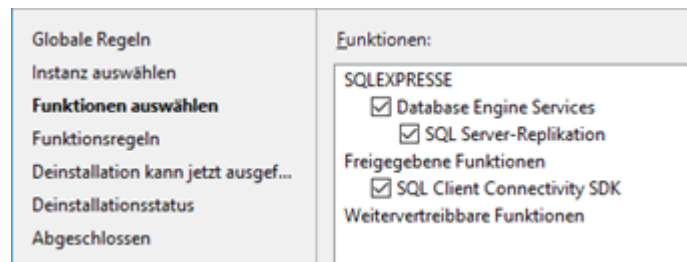 Globale Regeln
Instanz auswählen
Funktionen auswählen
Funktionsregeln
Deinstallation kann jetzt ausgef...
Deinstallationsstatus
Abgeschlossen
Funktionen:
SQLEXPRESSE
Database Engine Services
SQL Server-Replikation
Freigegebene Funktionen
SQL Client Connectivity SDK
Weitervertreibbare Funktionen